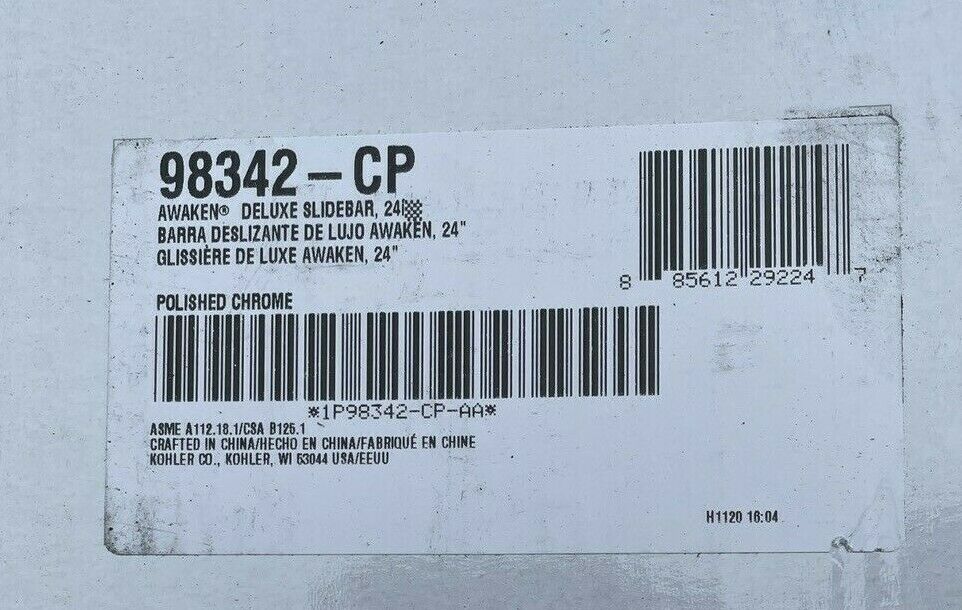 98342-CP
AWAKEN® DELUXE SLIDEBAR, 24
BARRA DESLIZANTE DE LUJO AWAKEN, 24"
GLISSIÈRE DE LUXE AWAKEN, 24"
8 85612 29224 7
POLISHED CHROME
*1P98342-CP-AA*
ASME A112.18.1/CSA B125.1
CRAFTED IN CHINA/HECHO EN CHINA/FABRIQUÉ EN CHINE
KOHLER CO., KOHLER, WI 53044 USA/EEUU
H1120 16:04